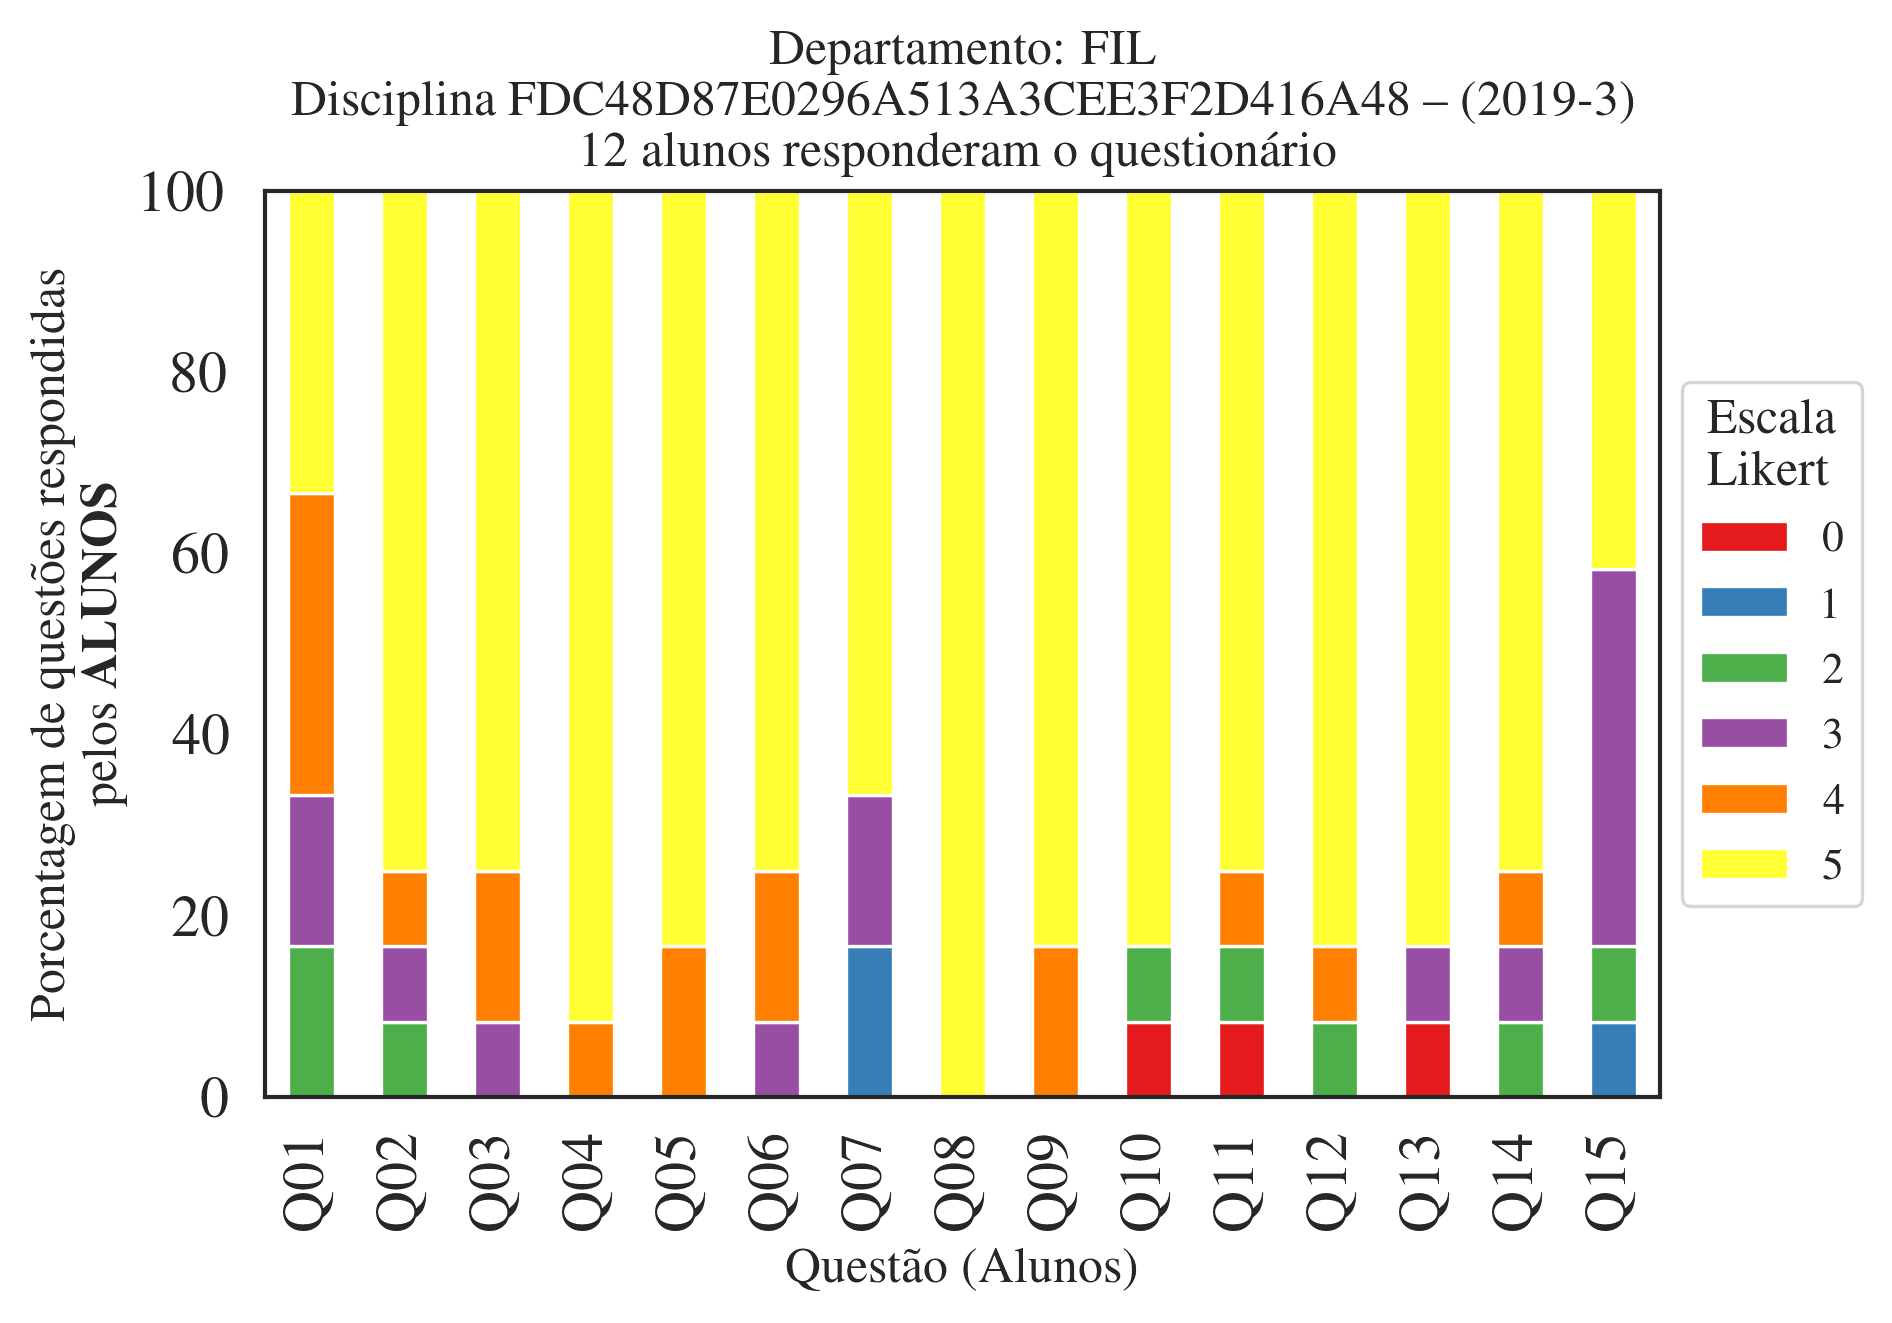 Departamento: FIL
Disciplina FDC48D87E0296A513A3CEE3F2D416A48 – (2019-3)
12 alunos responderam o questionário
Porcentagem de questões respondidas
pelos ALUNOS
100
80
60
40
20
0
Q01
Q02
Q03
Q04
Q05
Q06
Q07
Q08
Q09
Q10
Q11
Q12
Q13
Q14
Q15
Questão (Alunos)
Escala
Likert
0
1
2
3
4
5